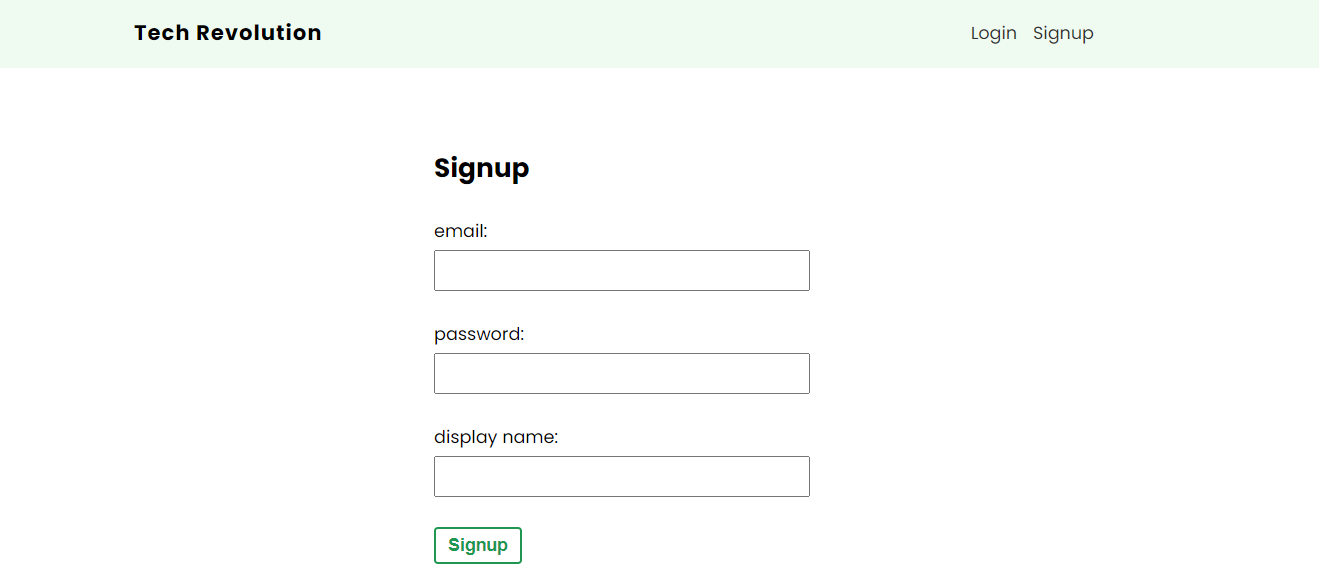 Tech Revolution
Login Signup
Signup
email:
password:
display name:
Signup